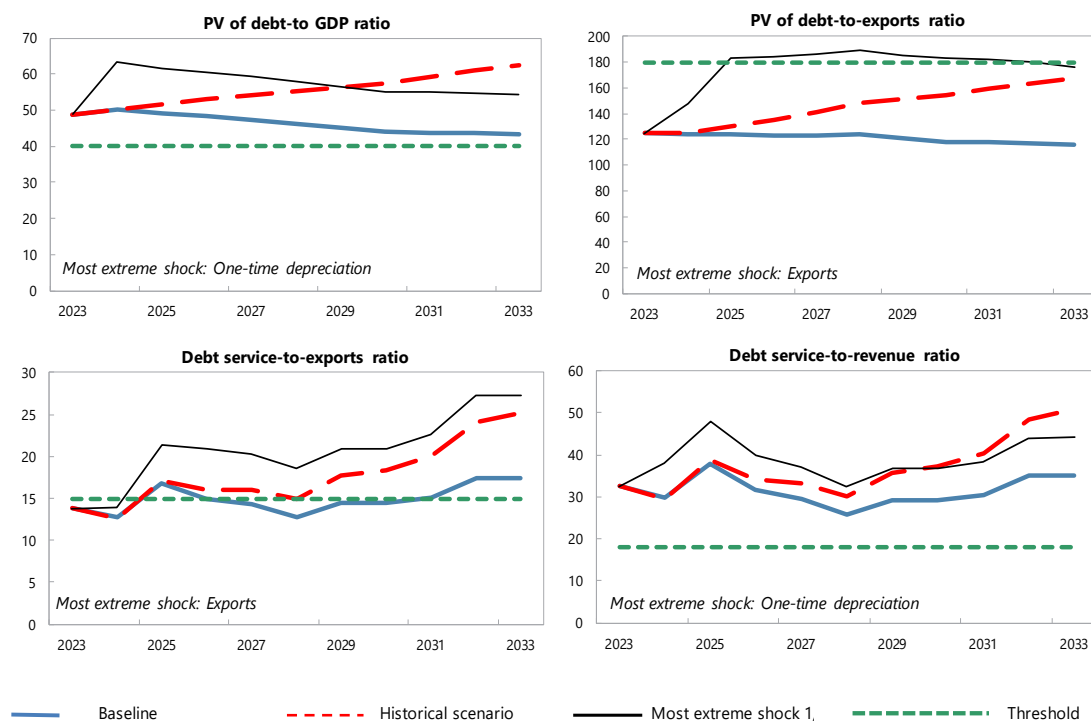 PV of debt-to GDP ratio
70
60
50
40
30
20
10
0
Most extreme shock: One-time depreciation
2023 2025 2027 2029 2031 2033
PV of debt-to-exports ratio
200
180
160
140
120
100
80
60
40
20
0
Most extreme shock: Exports
2023 2025 2027 2029 2031 2033
Debt service-to-exports ratio
30
25
20
15
10
5
0
Most extreme shock: Exports
2023 2025 2027 2029 2031 2033
Debt service-to-revenue ratio
60
50
40
30
20
10
0
Most extreme shock: One-time depreciation
2023 2025 2027 2029 2031 2033
Baseline Historical scenario Most extreme shock 1/ Threshold